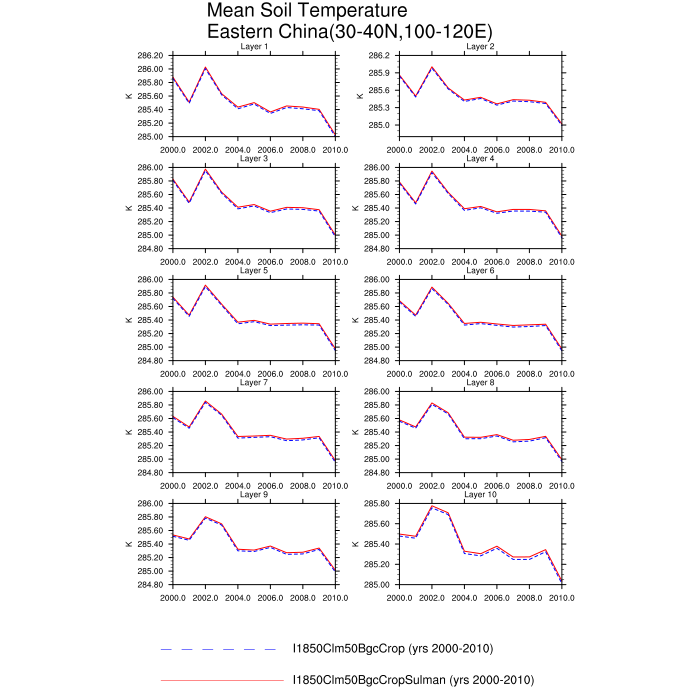 Mean Soil Temperature
Eastern China(30-40N,100-120E)
Layer 1
286.20
286.00
285.80
285.60
285.40
285.20
285.00
K
2000.0 2002.0 2004.0 2006.0 2008.0 2010.0
Layer 2
286.2
285.9
285.6
285.3
285.0
K
2000.0 2002.0 2004.0 2006.0 2008.0 2010.0
Layer 3
286.00
285.80
285.60
285.40
285.20
285.00
284.80
K
2000.0 2002.0 2004.0 2006.0 2008.0 2010.0
Layer 4
286.00
285.80
285.60
285.40
285.20
285.00
284.80
K
2000.0 2002.0 2004.0 2006.0 2008.0 2010.0
Layer 5
286.00
285.80
285.60
285.40
285.20
285.00
284.80
K
2000.0 2002.0 2004.0 2006.0 2008.0 2010.0
Layer 6
286.00
285.80
285.60
285.40
285.20
285.00
284.80
K
2000.0 2002.0 2004.0 2006.0 2008.0 2010.0
Layer 7
286.00
285.80
285.60
285.40
285.20
285.00
284.80
K
2000.0 2002.0 2004.0 2006.0 2008.0 2010.0
Layer 8
286.00
285.80
285.60
285.40
285.20
285.00
284.80
K
2000.0 2002.0 2004.0 2006.0 2008.0 2010.0
Layer 9
286.00
285.80
285.60
285.40
285.20
285.00
284.80
K
2000.0 2002.0 2004.0 2006.0 2008.0 2010.0
Layer 10
285.80
285.60
285.40
285.20
285.00
K
2000.0 2002.0 2004.0 2006.0 2008.0 2010.0
I1850Clm50BgcCrop (yrs 2000-2010)
I1850Clm50BgcCropSulman (yrs 2000-2010)